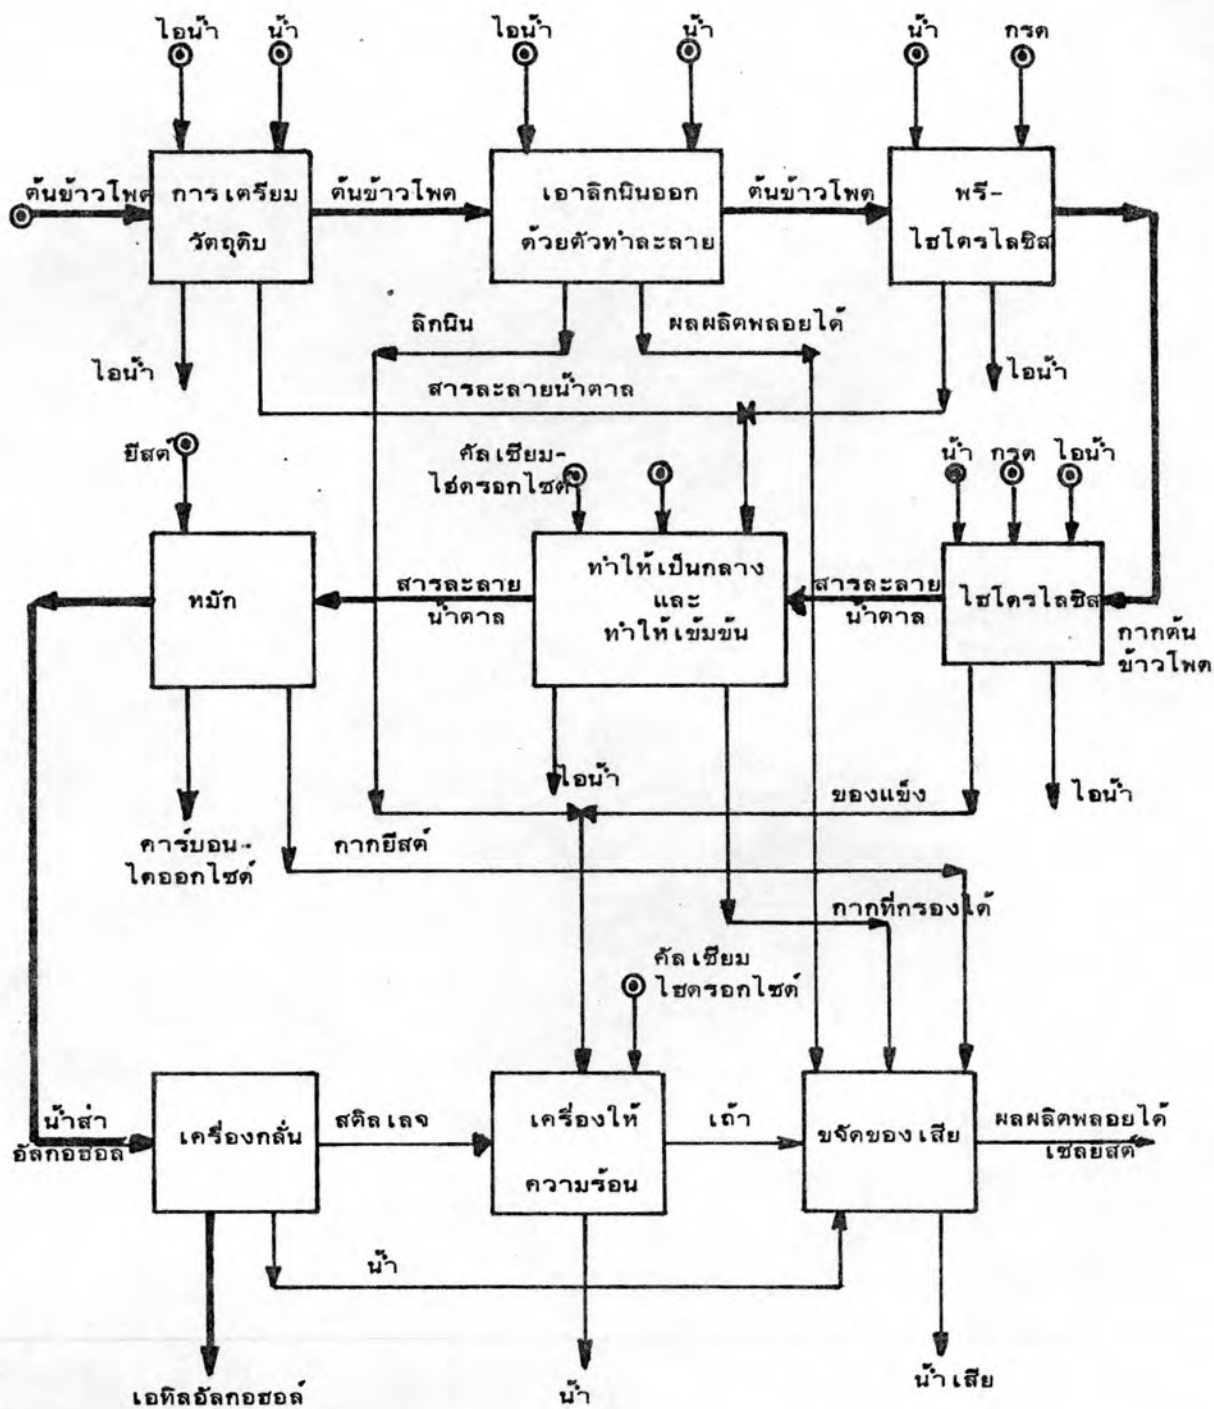 ไอน้ำ น้ำ ไอน้ำ น้ำ น้ำ กรด
ต้นข้าวโพด การเตรียม ต้นข้าวโพด เอาลิกนินออก ต้นข้าวโพด พรี-
วัตถุดิบ ด้วยตัวทำละลาย ไฮโดรไลซิส
ลิกนิน ผลผลิตพลอยได้
ไอน้ำ ไอน้ำ
สารละลายน้ำตาล
ยีสต์ คัลเซียม- น้ำ กรด ไอน้ำ
ไฮดรอกไซด์
ทำให้เป็นกลาง
หมัก สารละลาย และ สารละลาย ไฮโดรไลซิส
น้ำตาล ทำให้เข้มข้น น้ำตาล
กากต้น
ข้าวโพด
ไอน้ำ ของแข็ง ไอน้ำ
คาร์บอน- กากยีสต์
ไดออกไซด์
กากที่กรองได้
คัลเซียม
ไฮดรอกไซด์
น้ำส่า เครื่องกลั่น สติลเลจ เครื่องให้ เถ้า ขจัดของเสีย ผลผลิตพลอยได้
อัลกอฮอล เซลยีสต์
ความร้อน
น้ำ
เอทิลอัลกอฮอล์ น้ำ น้ำเสีย